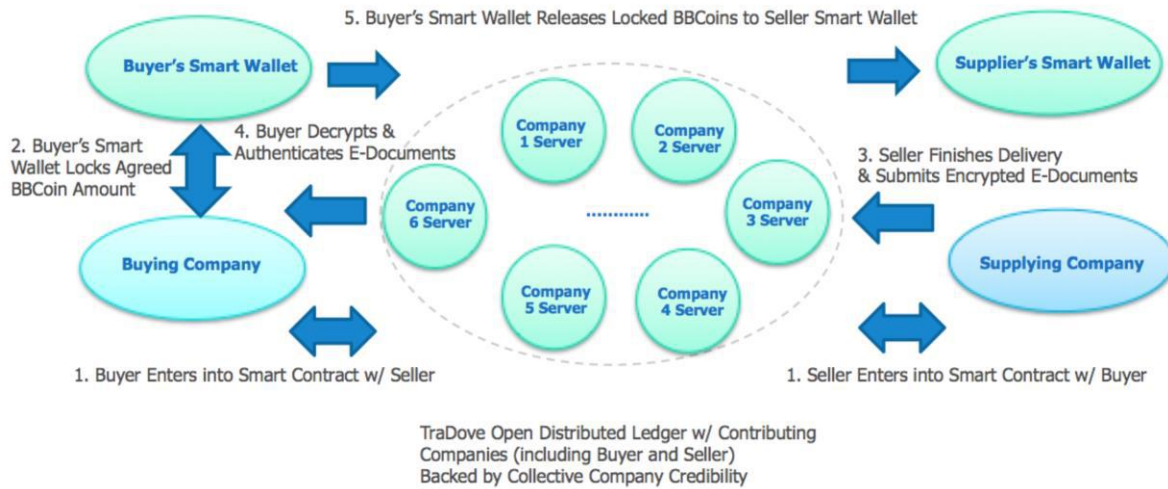 5. Buyer's Smart Wallet Releases Locked BBCoins to Seller Smart Wallet
Buyer's Smart Wallet
Supplier's Smart Wallet
2. Buyer's Smart
Wallet Locks Agreed
BBCoin Amount
4. Buyer Decrypts &
Authenticates E-Documents
Company
1 Server
Company
2 Server
3. Seller Finishes Delivery
& Submits Encrypted E-Documents
Company
6 Server
............
Company
3 Server
Buying Company
Supplying Company
Company
5 Server
Company
4 Server
1. Buyer Enters into Smart Contract w/ Seller
1. Seller Enters into Smart Contract w/ Buyer
TraDove Open Distributed Ledger w/ Contributing
Companies (including Buyer and Seller)
Backed by Collective Company Credibility